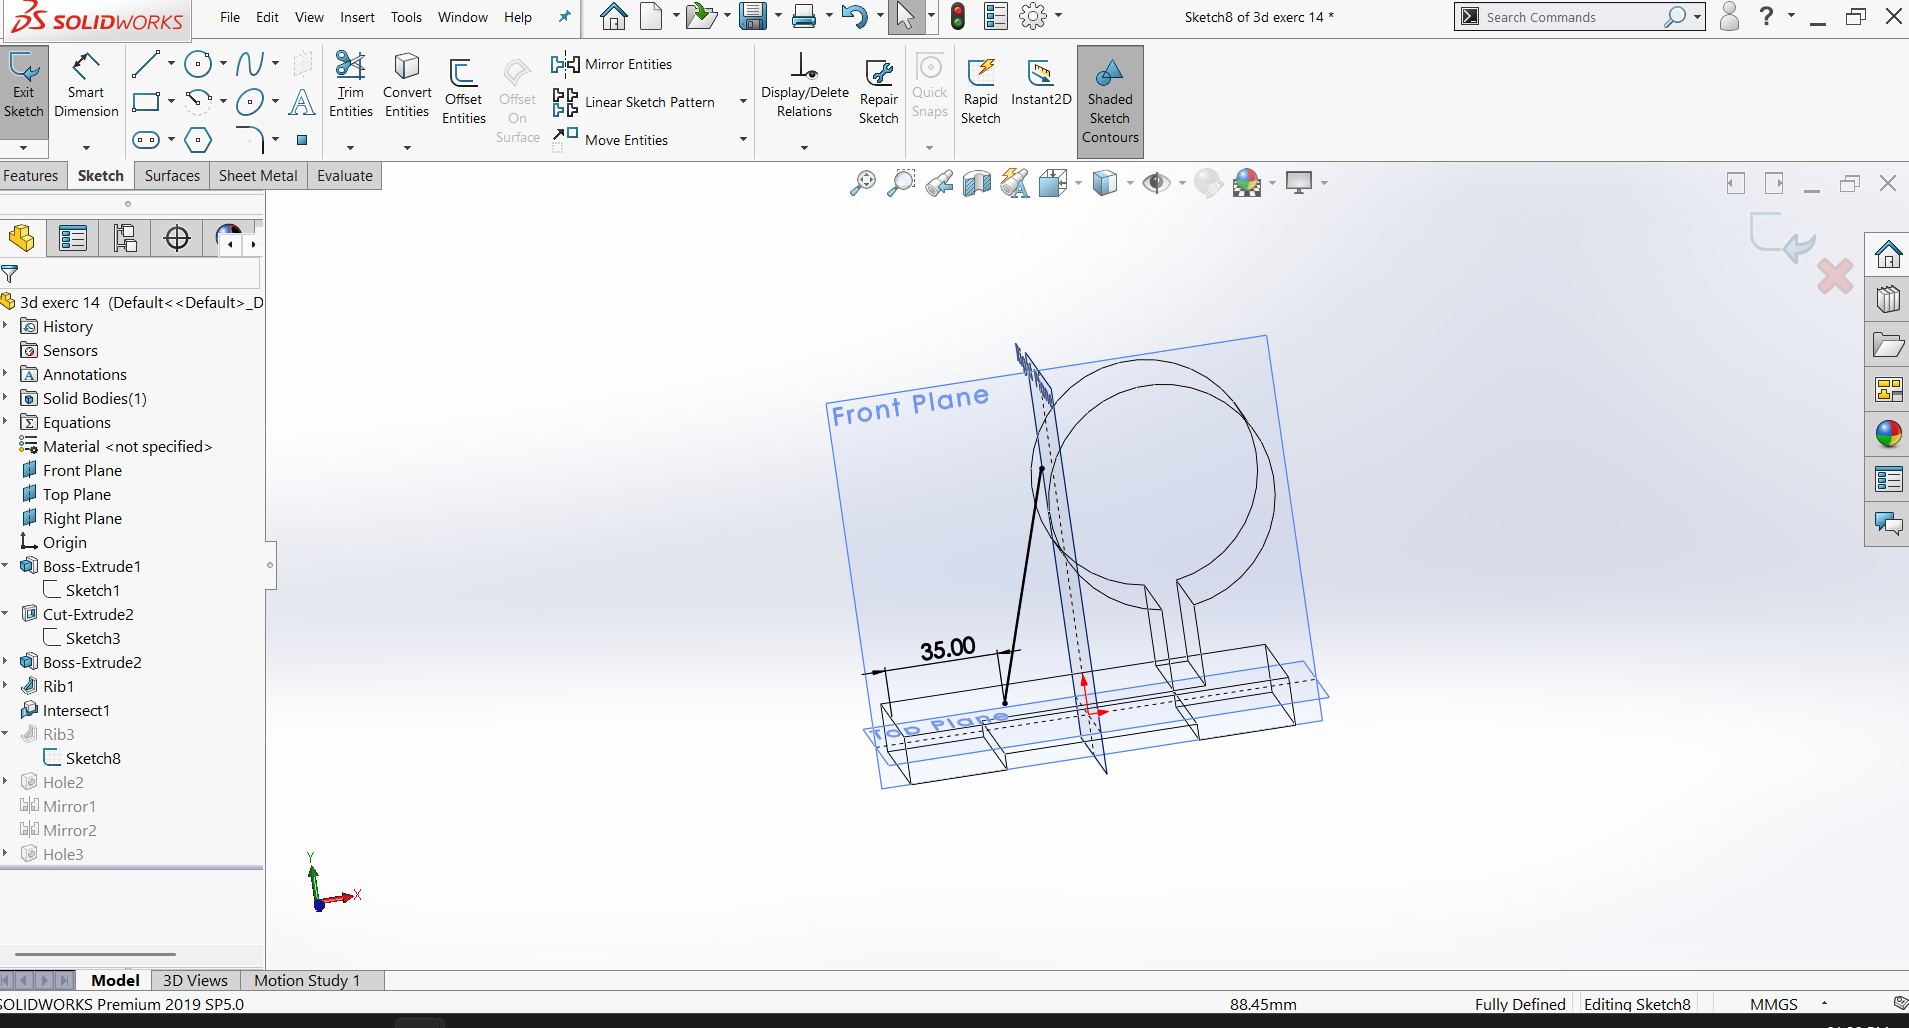 SOLIDWORKS
File Edit View Insert Tools Window Help
Sketch8 of 3d exerc 14 *
Search Commands
?
Exit Sketch
Smart Dimension
Trim Entities
Convert Entities
Offset Entities
Offset On Surface
Mirror Entities
Linear Sketch Pattern
Move Entities
Display/Delete Relations
Repair Sketch
Quick Snaps
Rapid Sketch
Instant2D
Shaded Sketch Contours
Features Sketch Surfaces Sheet Metal Evaluate
3d exerc 14 (Default<<Default>_D
History
Sensors
Annotations
Solid Bodies(1)
Equations
Material <not specified>
Front Plane
Top Plane
Right Plane
Origin
Boss-Extrude1
Sketch1
Cut-Extrude2
Sketch3
Boss-Extrude2
Rib1
Intersect1
Rib3
Sketch8
Hole2
Mirror1
Mirror2
Hole3
Front Plane
35.00
Top Plane
Y
X
Model 3D Views Motion Study 1
SOLIDWORKS Premium 2019 SP5.0
88.45mm
Fully Defined
Editing Sketch8
MMGS